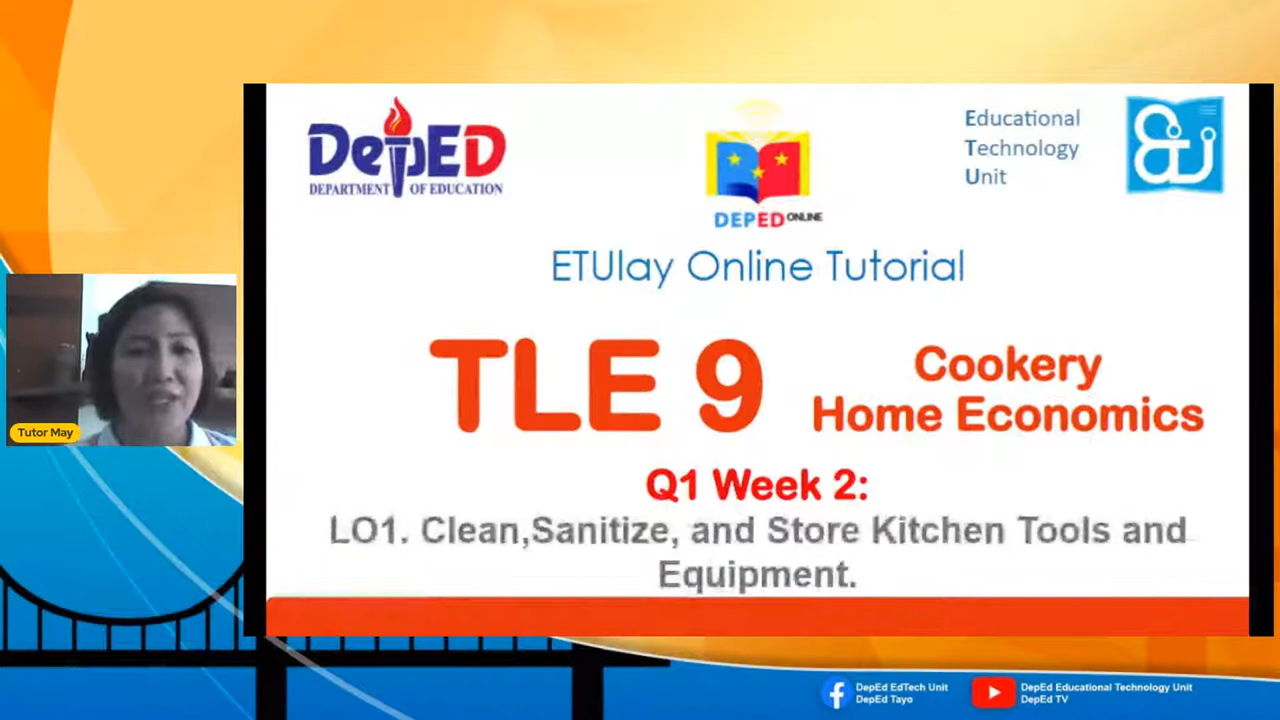 DepED
DEPARTMENT OF EDUCATION
DEPED ONLINE
Educational
Technology
Unit
ETUlay Online Tutorial
TLE 9
Cookery
Home Economics
Q1 Week 2:
LO1. Clean,Sanitize, and Store Kitchen Tools and
Equipment.
Tutor May
DepEd EdTech Unit
DepEd Tayo
DepEd Educational Technology Unit
DepEd TV